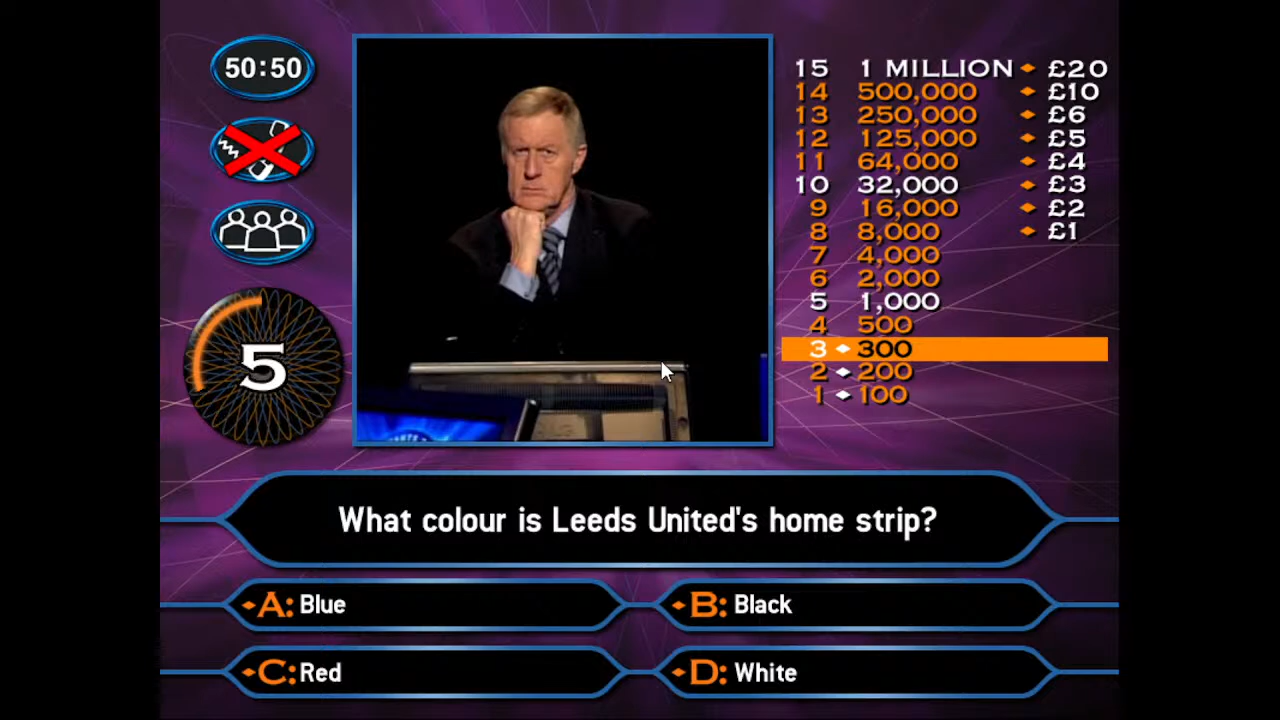 50:50
5
15 1 MILLION £20
14 500,000 £10
13 250,000 £6
12 125,000 £5
11 64,000 £4
10 32,000 £3
9 16,000 £2
8 8,000 £1
7 4,000
6 2,000
5 1,000
4 500
3 300
2 200
1 100
What colour is Leeds United's home strip?
A: Blue
B: Black
C: Red
D: White